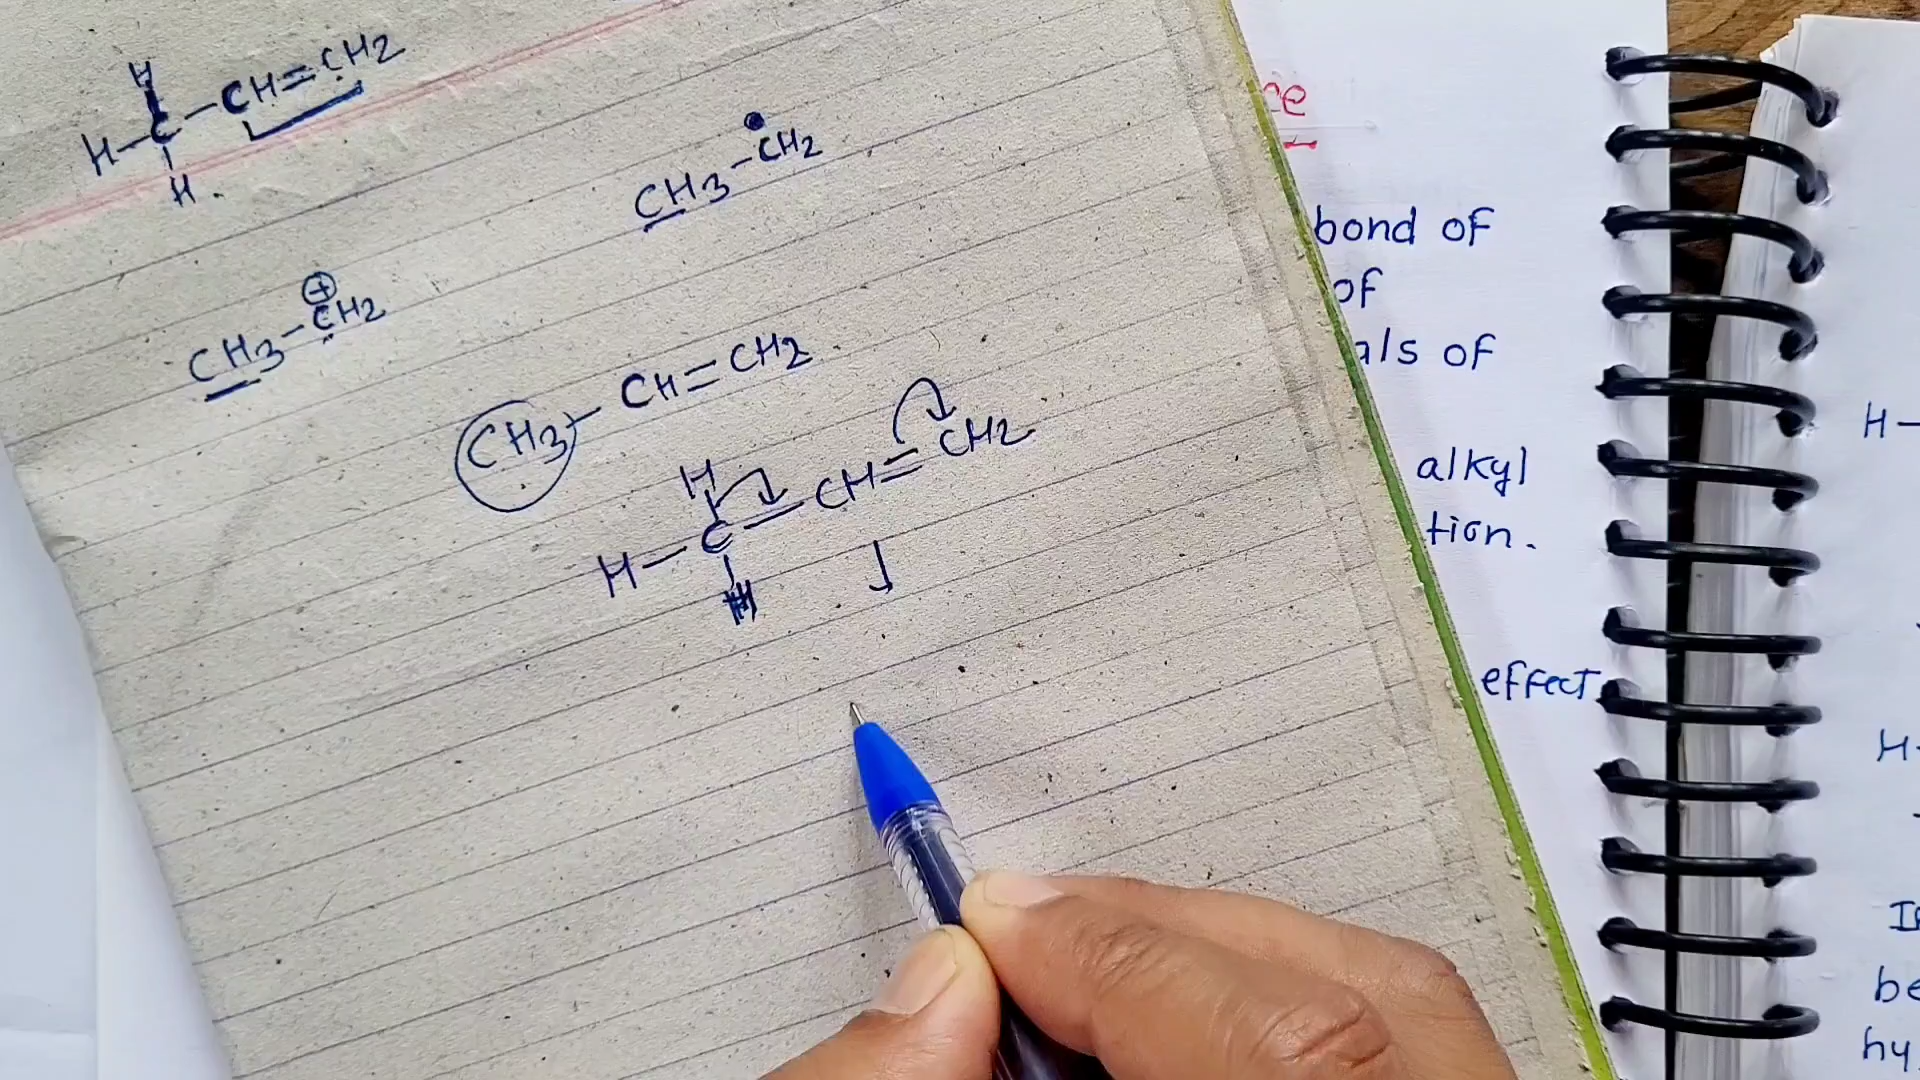 H
H-C-CH=CH2
H.
CH3-CH2
+
CH3-CH2
CH3-CH=CH2
H
H-C=CH=CH2
H
bond of
of
als of
alkyl
tion.
effect
H-
H-
be
hy